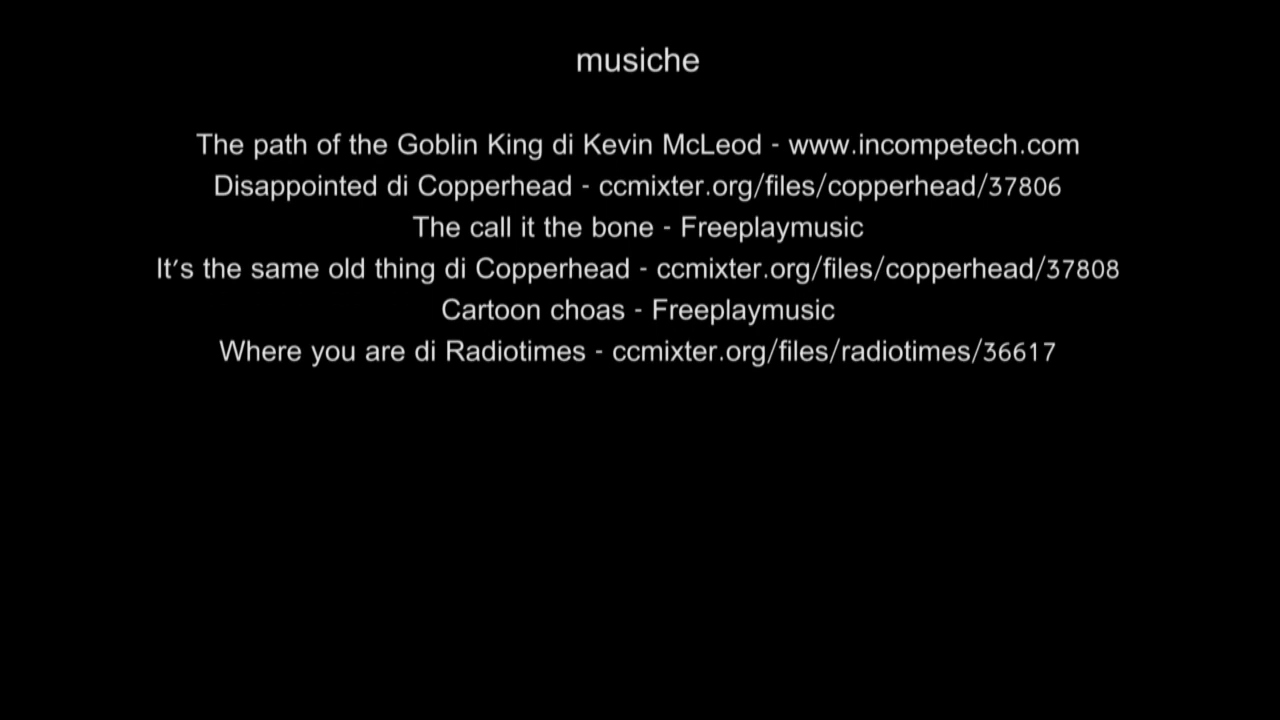 musiche
The path of the Goblin King di Kevin McLeod - www.incompetech.com
Disappointed di Copperhead - ccmixter.org/files/copperhead/37806
The call it the bone - Freeplaymusic
It's the same old thing di Copperhead - ccmixter.org/files/copperhead/37808
Cartoon choas - Freeplaymusic
Where you are di Radiotimes - ccmixter.org/files/radiotimes/36617